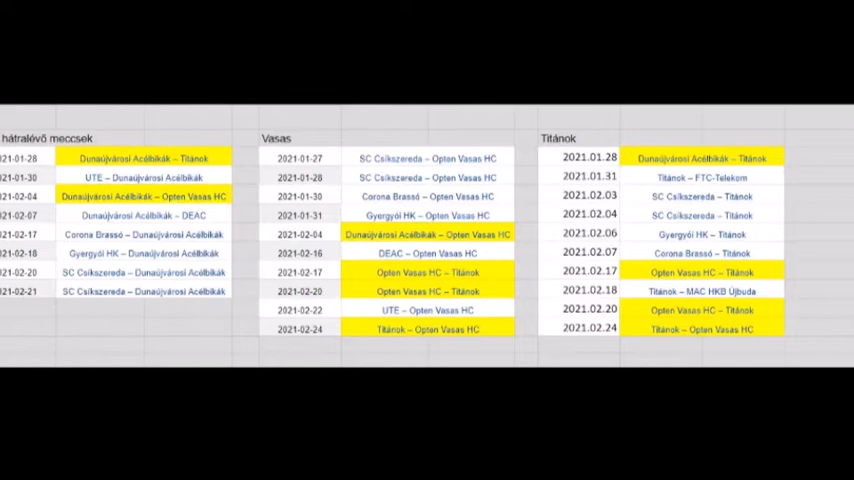 hátralévő meccsek
21-01-28 Dunaújvárosi Acélbikák – Titánok
21-01-30 UTE – Dunaújvárosi Acélbikák
21-02-04 Dunaújvárosi Acélbikák – Opten Vasas HC
21-02-07 Dunaújvárosi Acélbikák – DEAC
21-02-17 Corona Brassó – Dunaújvárosi Acélbikák
21-02-18 Gyergyói HK – Dunaújvárosi Acélbikák
21-02-20 SC Csíkszereda – Dunaújvárosi Acélbikák
21-02-21 SC Csíkszereda – Dunaújvárosi Acélbikák
Vasas
2021-01-27 SC Csíkszereda – Opten Vasas HC
2021-01-28 SC Csíkszereda – Opten Vasas HC
2021-01-30 Corona Brassó – Opten Vasas HC
2021-01-31 Gyergyói HK – Opten Vasas HC
2021-02-04 Dunaújvárosi Acélbikák – Opten Vasas HC
2021-02-16 DEAC – Opten Vasas HC
2021-02-17 Opten Vasas HC – Titánok
2021-02-20 Opten Vasas HC – Titánok
2021-02-22 UTE – Opten Vasas HC
2021-02-24 Titánok – Opten Vasas HC
Titánok
2021.01.28 Dunaújvárosi Acélbikák – Titánok
2021.01.31 Titánok – FTC-Telekom
2021.02.03 SC Csíkszereda – Titánok
2021.02.04 SC Csíkszereda – Titánok
2021.02.06 Gyergyói HK – Titánok
2021.02.07 Corona Brassó – Titánok
2021.02.17 Opten Vasas HC – Titánok
2021.02.18 Titánok – MAC HKB Újbuda
2021.02.20 Opten Vasas HC – Titánok
2021.02.24 Titánok – Opten Vasas HC